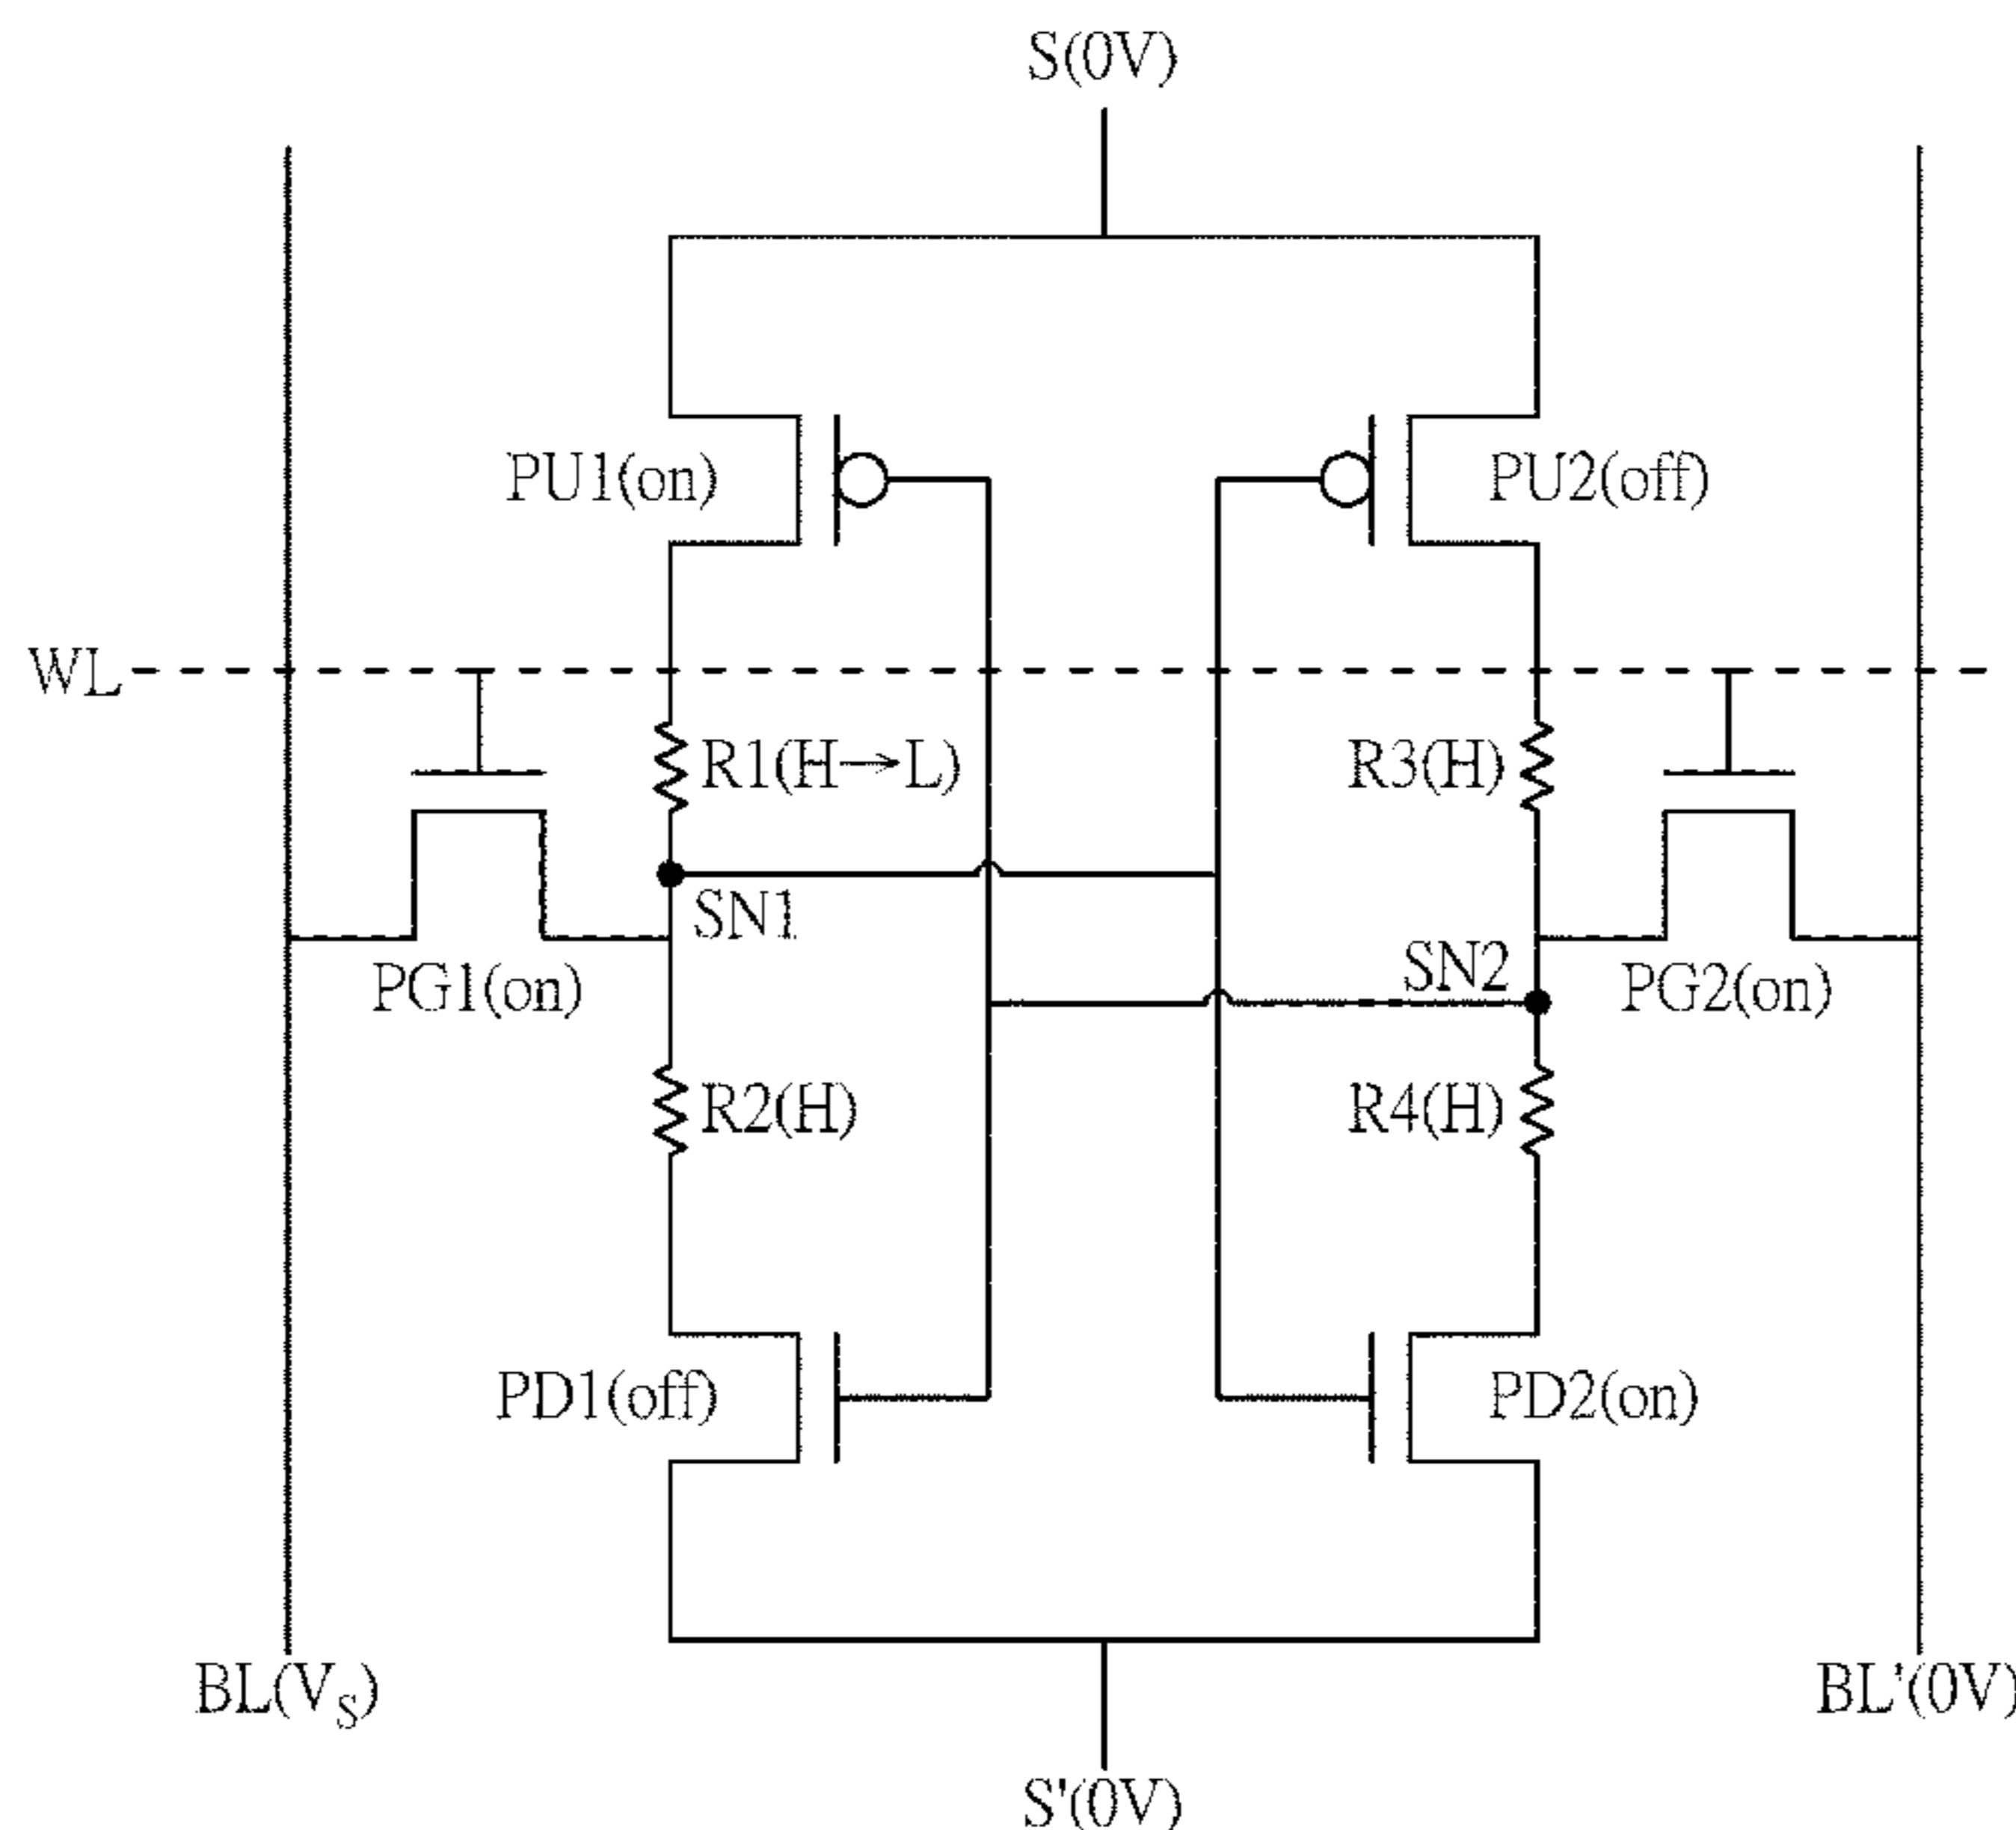 S(0V)
PU1(on)
PU2(off)
WL
R1(H→L)
R3(H)
SN1
SN2
PG1(on)
PG2(on)
R2(H)
R4(H)
PD1(off)
PD2(on)
BL(V_S)
BL'(0V)
S'(0V)